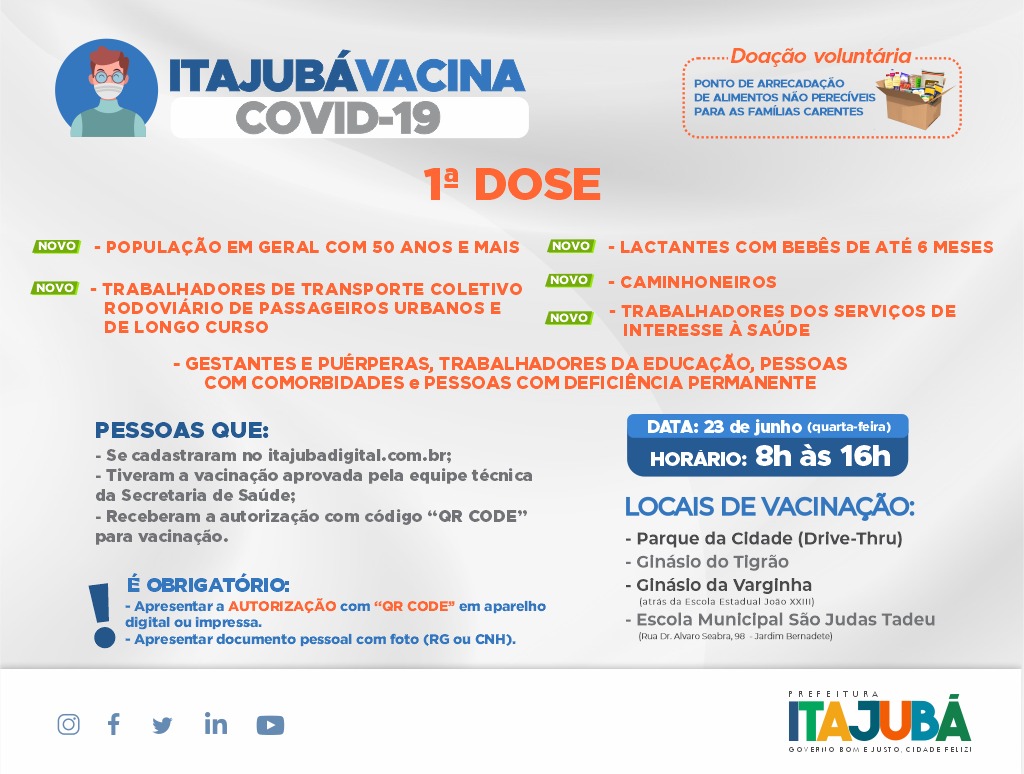 ITAJUBÁVACINA
COVID-19
Doação voluntária
PONTO DE ARRECADAÇÃO
DE ALIMENTOS NÃO PERECÍVEIS
PARA AS FAMÍLIAS CARENTES
1ª DOSE
NOVO - POPULAÇÃO EM GERAL COM 50 ANOS E MAIS
NOVO - TRABALHADORES DE TRANSPORTE COLETIVO
RODOVIÁRIO DE PASSAGEIROS URBANOS E
DE LONGO CURSO
NOVO - LACTANTES COM BEBÊS DE ATÉ 6 MESES
NOVO - CAMINHONEIROS
NOVO - TRABALHADORES DOS SERVIÇOS DE
INTERESSE À SAÚDE
- GESTANTES E PUÉRPERAS, TRABALHADORES DA EDUCAÇÃO, PESSOAS
COM COMORBIDADES e PESSOAS COM DEFICIÊNCIA PERMANENTE
PESSOAS QUE:
- Se cadastraram no itajubadigital.com.br;
- Tiveram a vacinação aprovada pela equipe técnica
da Secretaria de Saúde;
- Receberam a autorização com código “QR CODE”
para vacinação.
! É OBRIGATÓRIO:
- Apresentar a AUTORIZAÇÃO com “QR CODE” em aparelho
digital ou impressa.
- Apresentar documento pessoal com foto (RG ou CNH).
DATA: 23 de junho (quarta-feira)
HORÁRIO: 8h às 16h
LOCAIS DE VACINAÇÃO:
- Parque da Cidade (Drive-Thru)
- Ginásio do Tigrão
- Ginásio da Varginha
(atrás da Escola Estadual João XXIII)
- Escola Municipal São Judas Tadeu
(Rua Dr. Alvaro Seabra, 98 - Jardim Bernadete)
PREFEITURA
ITAJUBÁ
GOVERNO BOM E JUSTO, CIDADE FELIZ!